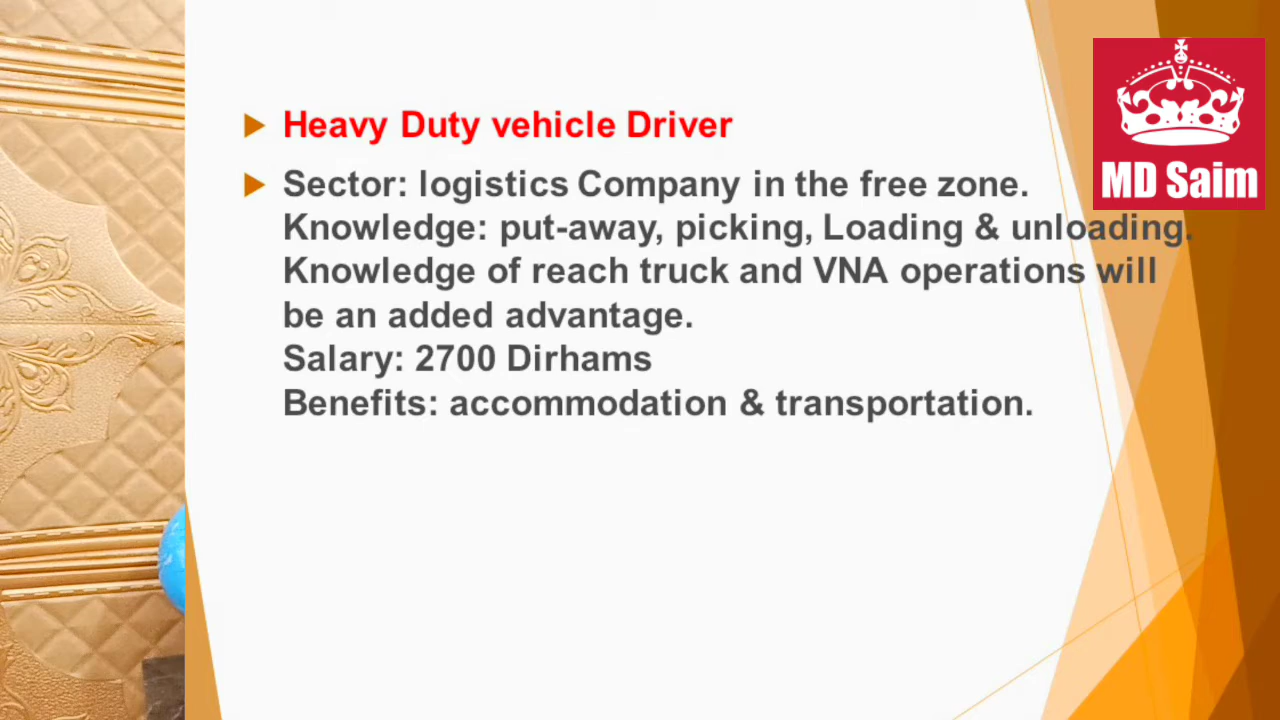 Heavy Duty vehicle Driver
Sector: logistics Company in the free zone.
Knowledge: put-away, picking, Loading & unloading.
Knowledge of reach truck and VNA operations will
be an added advantage.
Salary: 2700 Dirhams
Benefits: accommodation & transportation.
MD Saim